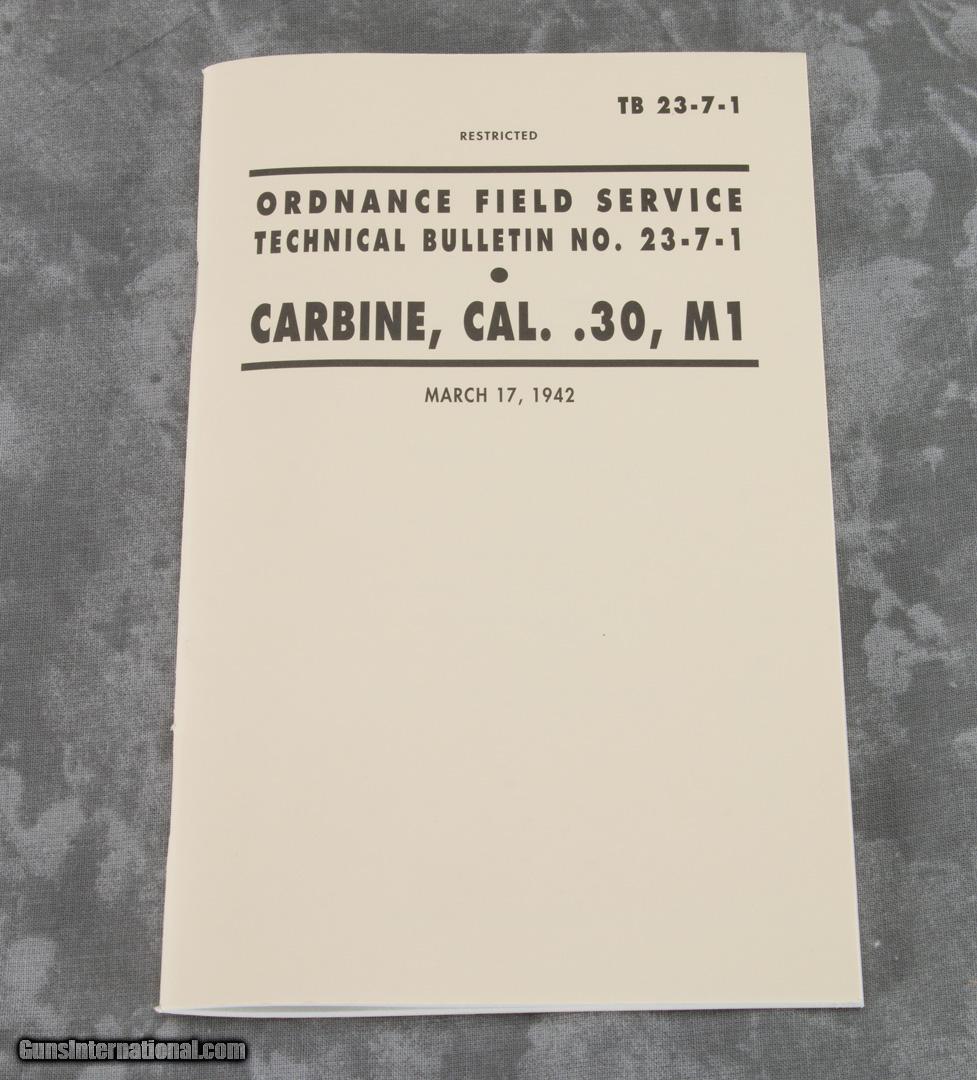 TB 23-7-1
RESTRICTED
ORDNANCE FIELD SERVICE
TECHNICAL BULLETIN NO. 23-7-1
•
CARBINE, CAL. .30, M1
MARCH 17, 1942
GunsInternational.com